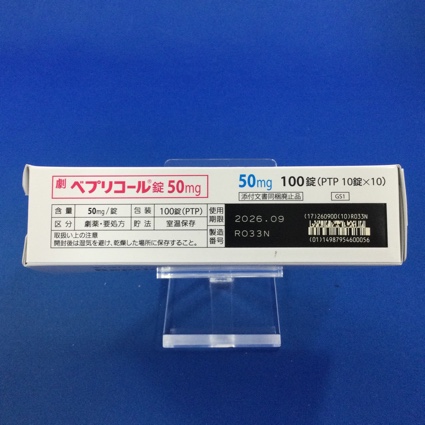 劇 ベプリコール®錠 50mg
50mg 100錠(PTP 10錠×10)
添付文書同梱廃止品 GS1
含量 50mg/錠 包装 100錠(PTP)
区分 劇薬・要処方 貯法 室温保存
取扱い上の注意
開封後は湿気を避け、乾燥した場所に保存すること。
使用期限 2026.09
製造番号 R033N
(17)260900(10)R033N
(01)14987954600056